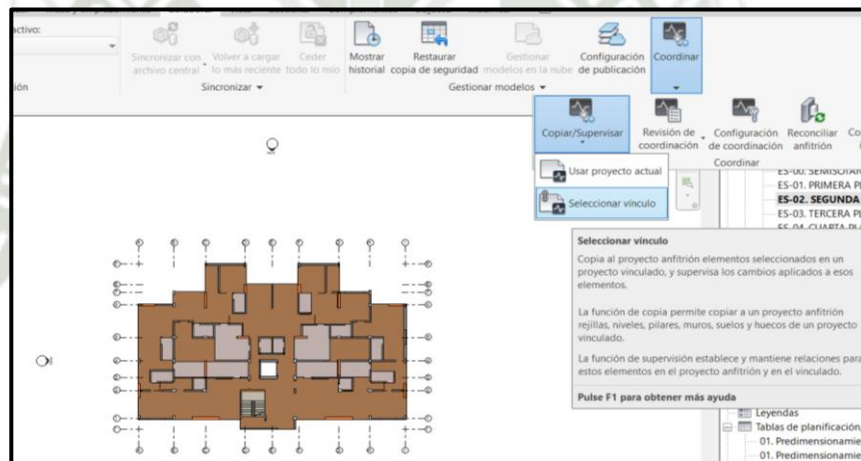 activo:
Sincronizar con
archivo central
Volver a cargar
lo más reciente
Ceder
todo lo mío
Mostrar
historial
Restaurar
copia de seguridad
Gestionar
modelos en la nube
Configuración
de publicación
Coordinar
Sincronizar
Gestionar modelos
Copiar/Supervisar
Revisión de
coordinación
Configuración
de coordinación
Reconciliar
anfitrión
Coordinar
Usar proyecto actual
Seleccionar vínculo
ES-01. PRIMERA
ES-02. SEGUNDA
ES-03. TERCERA
Seleccionar vínculo
Copia al proyecto anfitrión elementos seleccionados en un
proyecto vinculado, y supervisa los cambios aplicados a esos
elementos.
La función de copia permite copiar a un proyecto anfitrión
rejillas, niveles, pilares, muros, suelos y huecos de un proyecto
vinculado.
La función de supervisión establece y mantiene relaciones para
estos elementos en el proyecto anfitrión y en el vinculado.
Pulse F1 para obtener más ayuda
Leyendas
Tablas de planificación
01. Predimensionamie
01. Predimensionamie